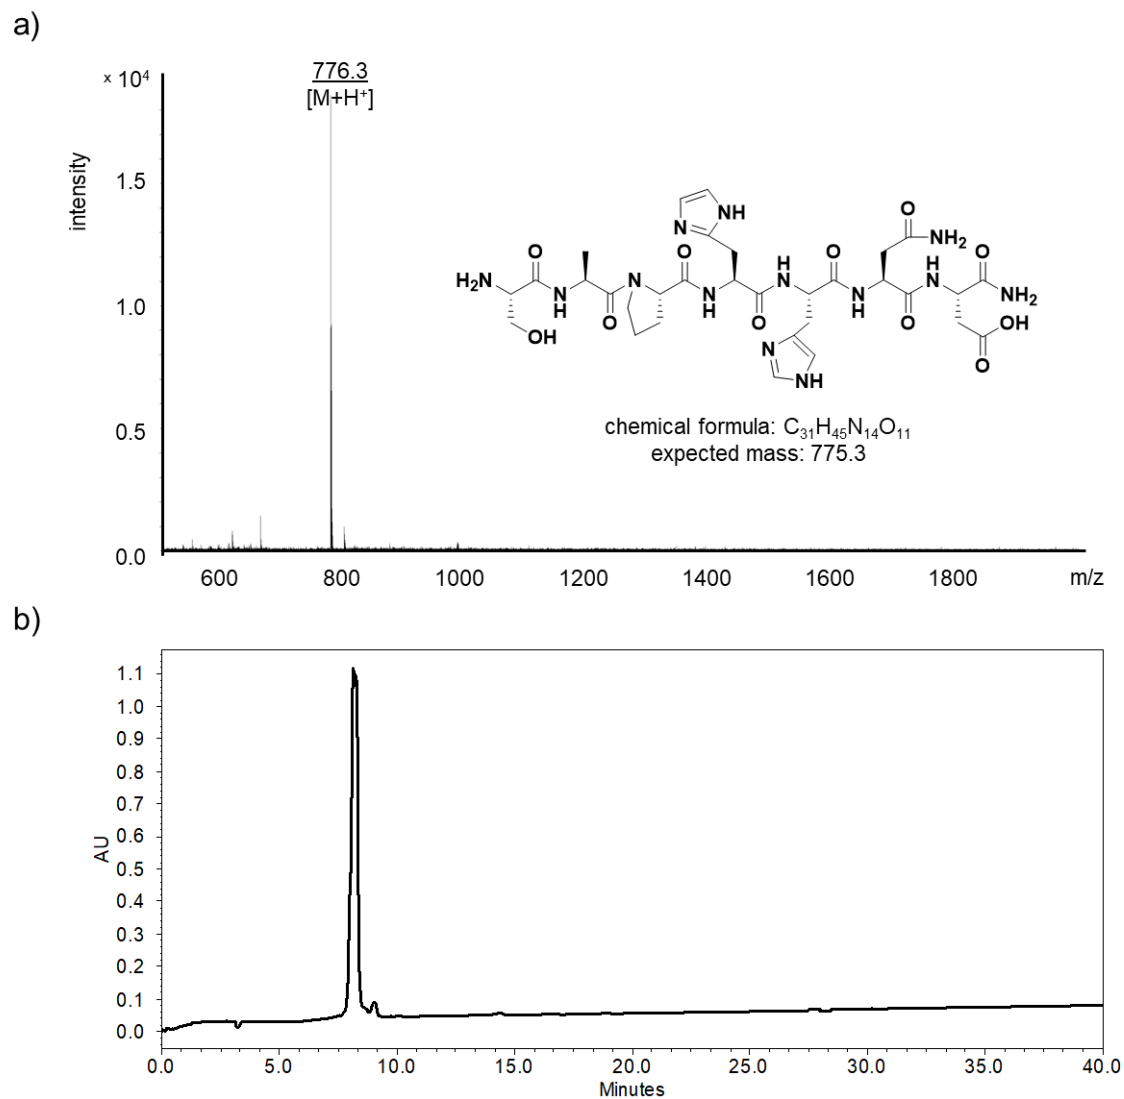 a)
776.3
[M+H⁺]
× 10⁴
intensity
1.5
1.0
0.5
0.0
600 800 1000 1200 1400 1600 1800 m/z
H₂N
O
OH
N
H
O
N
O
N
H
N
NH
O
H
N
N
NH
O
N
H
O
NH₂
O
H
N
O
NH₂
OH
O
chemical formula: C₃₁H₄₅N₁₄O₁₁
expected mass: 775.3
b)
AU
1.1
1.0
0.9
0.8
0.7
0.6
0.5
0.4
0.3
0.2
0.1
0.0
0.0 5.0 10.0 15.0 20.0 25.0 30.0 35.0 40.0
Minutes